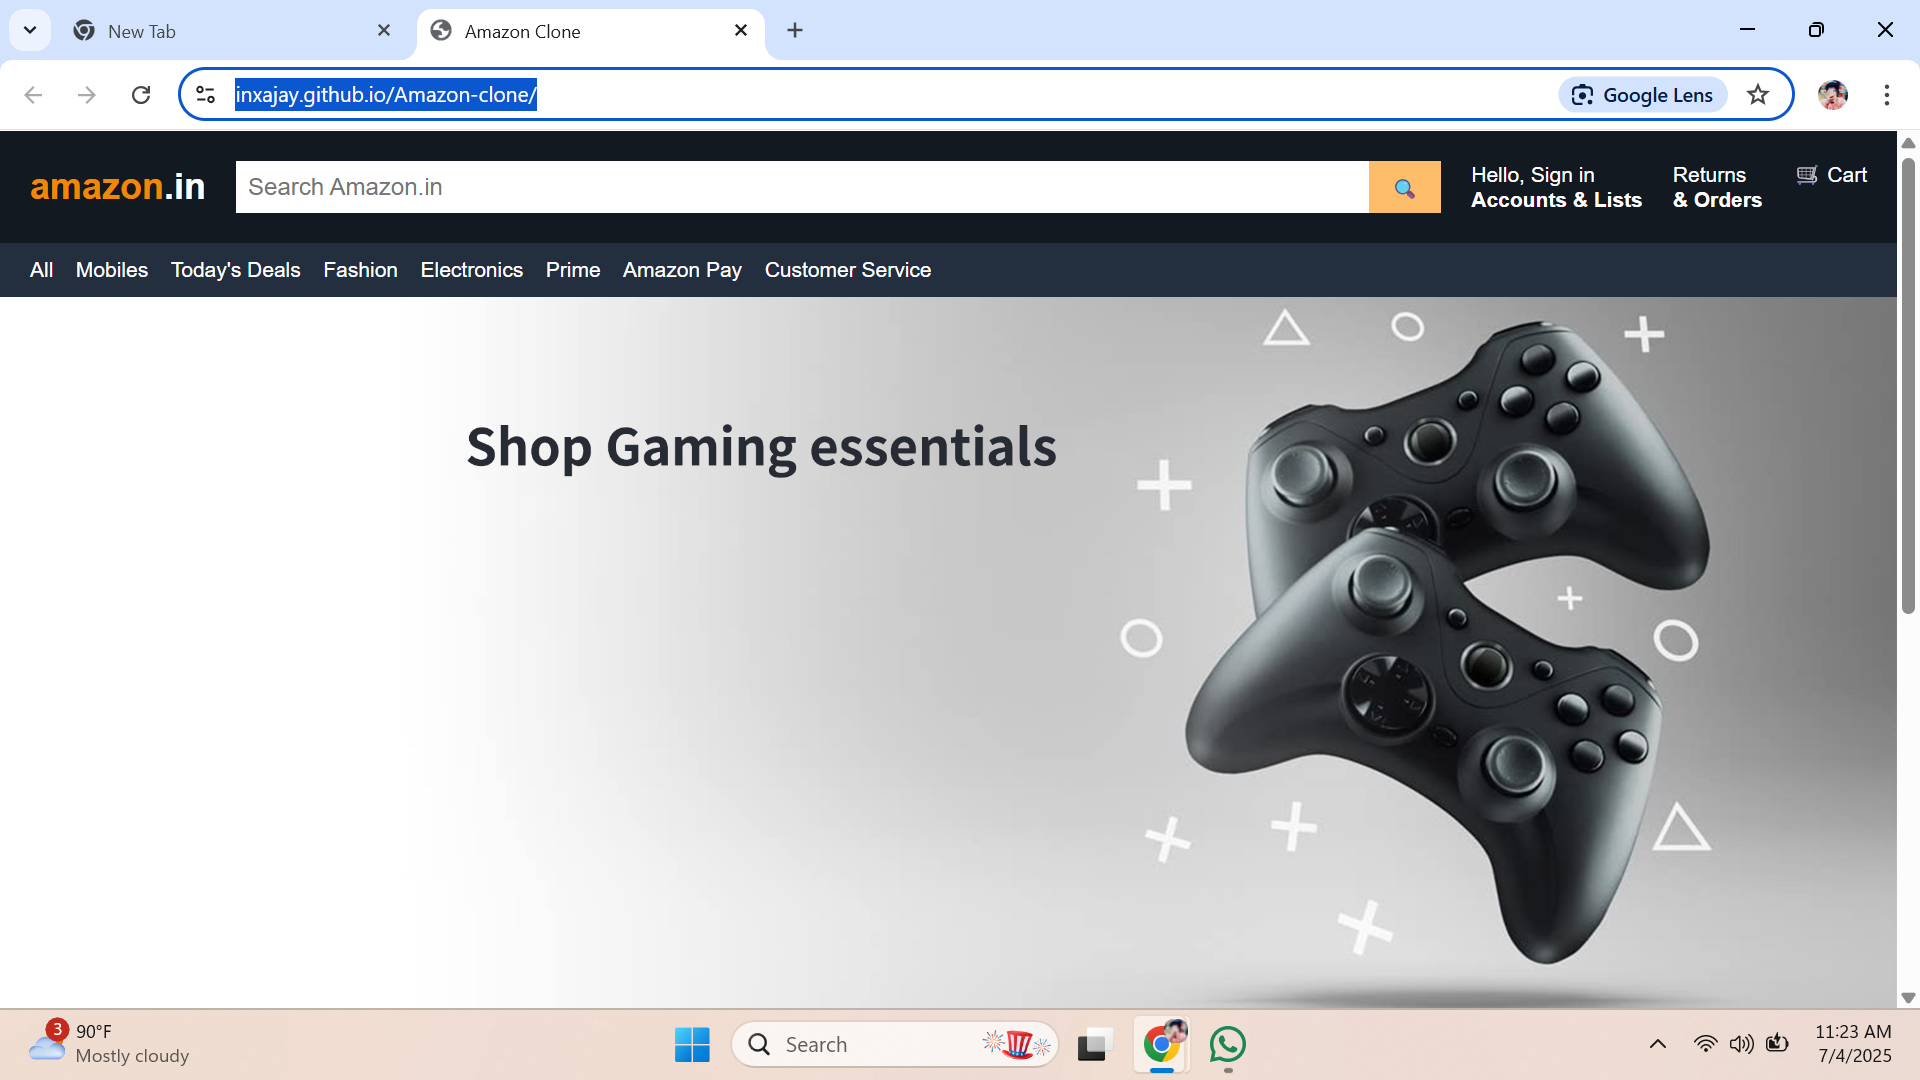 New Tab
Amazon Clone
inxajay.github.io/Amazon-clone/
Google Lens
amazon.in
Search Amazon.in
Hello, Sign in
Accounts & Lists
Returns
& Orders
Cart
All Mobiles Today's Deals Fashion Electronics Prime Amazon Pay Customer Service
Shop Gaming essentials
3
90°F
Mostly cloudy
Search
11:23 AM
7/4/2025